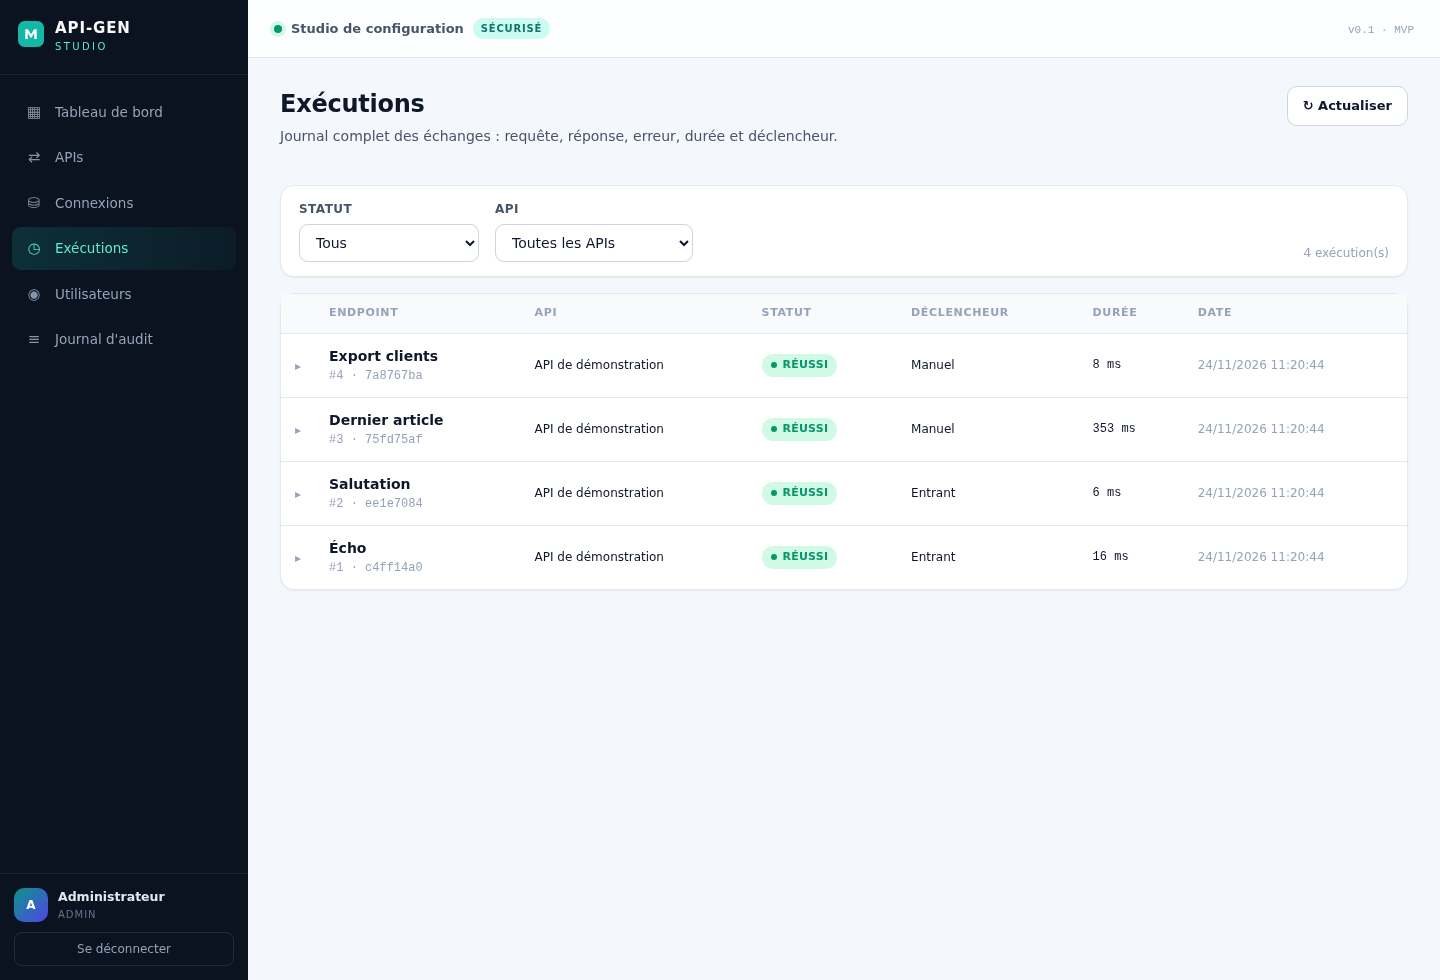 M
API-GEN
STUDIO
Tableau de bord
APIs
Connexions
Exécutions
Utilisateurs
Journal d'audit
A
Administrateur
ADMIN
Se déconnecter
Studio de configuration SÉCURISÉ
v0.1 · MVP
Exécutions
↻ Actualiser
Journal complet des échanges : requête, réponse, erreur, durée et déclencheur.
STATUT API
Tous Toutes les APIs
4 exécution(s)
ENDPOINT API STATUT DÉCLENCHEUR DURÉE DATE
Export clients
#4 · 7a8767ba
API de démonstration RÉUSSI Manuel 8 ms 24/11/2026 11:20:44
Dernier article
#3 · 75fd75af
API de démonstration RÉUSSI Manuel 353 ms 24/11/2026 11:20:44
Salutation
#2 · ee1e7084
API de démonstration RÉUSSI Entrant 6 ms 24/11/2026 11:20:44
Écho
#1 · c4ff14a0
API de démonstration RÉUSSI Entrant 16 ms 24/11/2026 11:20:44